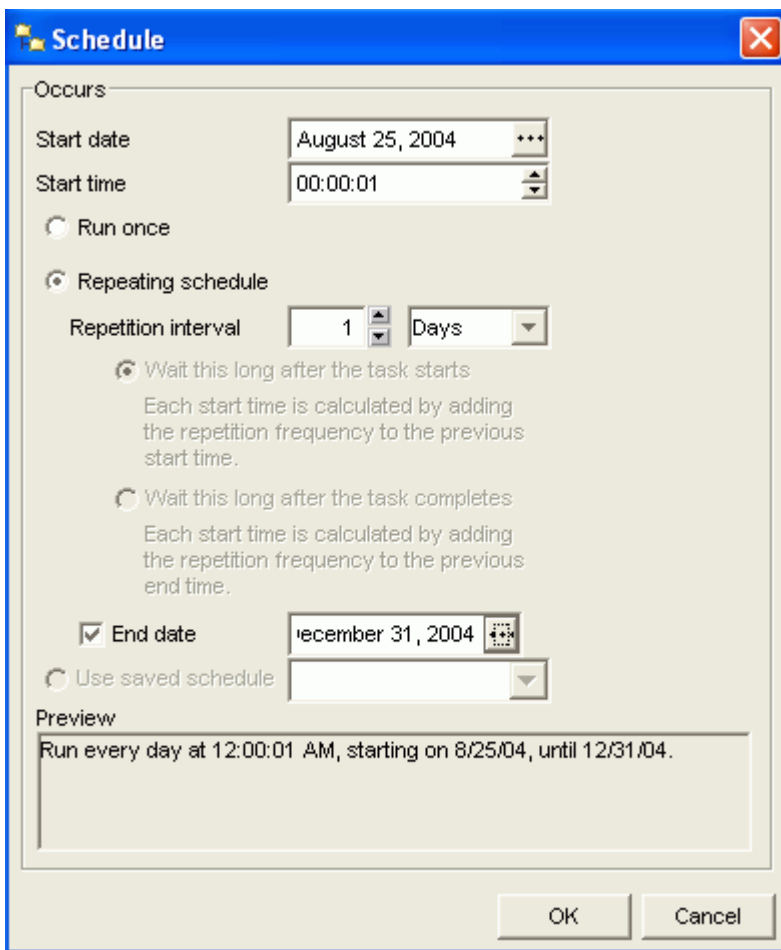 Schedule
Occurs
Start date August 25, 2004
Start time 00:00:01
Run once
Repeating schedule
Repetition interval 1 Days
Wait this long after the task starts
Each start time is calculated by adding
the repetition frequency to the previous
start time.
Wait this long after the task completes
Each start time is calculated by adding
the repetition frequency to the previous
end time.
End date ecember 31, 2004
Use saved schedule
Preview
Run every day at 12:00:01 AM, starting on 8/25/04, until 12/31/04.
OK Cancel